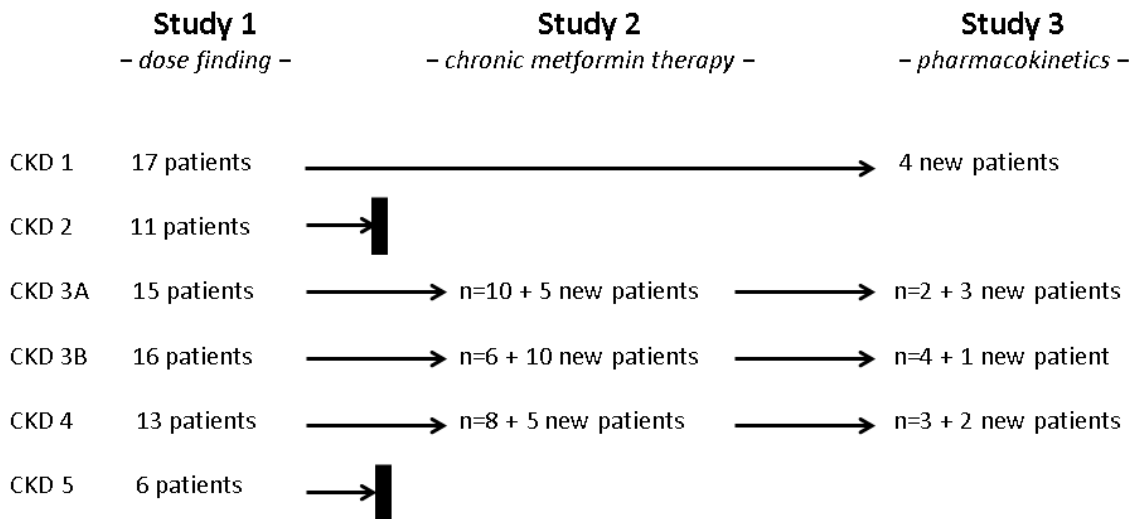 Study 1 Study 2 Study 3
– dose finding – – chronic metformin therapy – – pharmacokinetics –
CKD 1 17 patients 4 new patients
CKD 2 11 patients
CKD 3A 15 patients n=10 + 5 new patients n=2 + 3 new patients
CKD 3B 16 patients n=6 + 10 new patients n=4 + 1 new patient
CKD 4 13 patients n=8 + 5 new patients n=3 + 2 new patients
CKD 5 6 patients